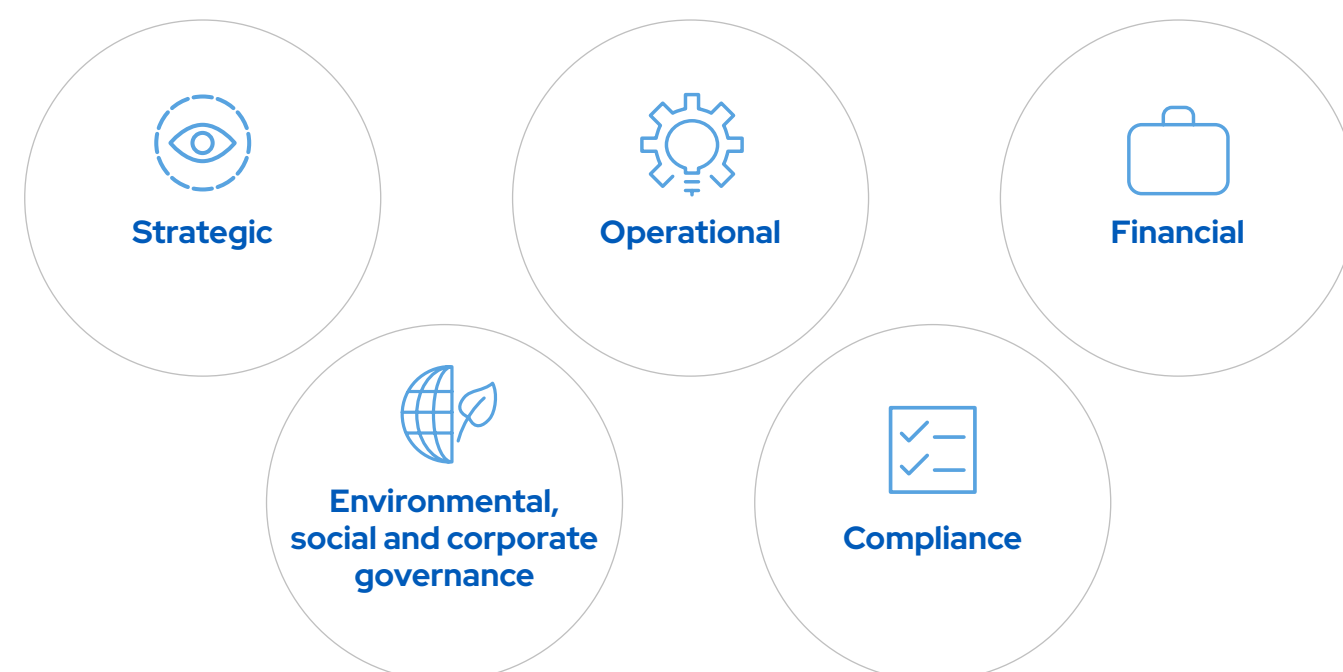 Strategic
Operational
Financial
Environmental,
social and corporate
governance
Compliance